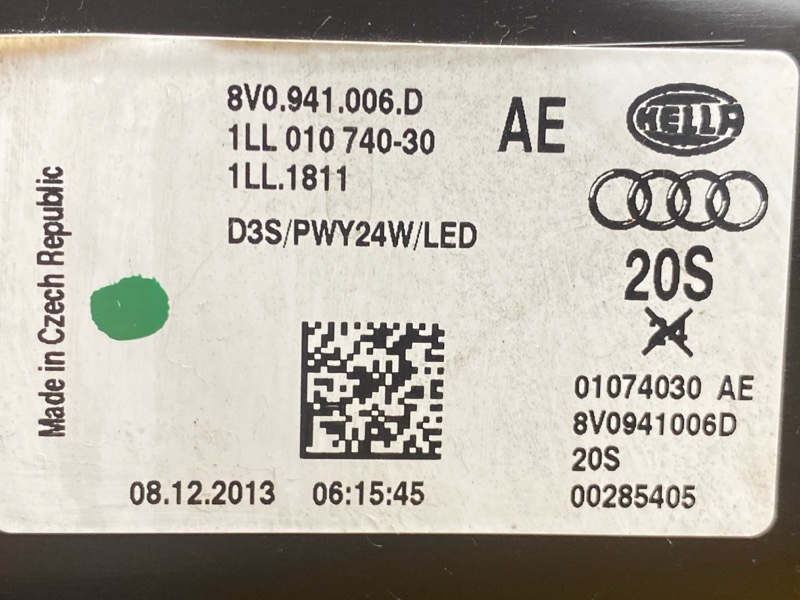 8V0.941.006.D
1LL 010 740-30
1LL.1811
D3S/PWY24W/LED
AE
HELLA
20S
24
01074030 AE
8V0941006D
20S
00285405
Made in Czech Republic
08.12.2013 06:15:45